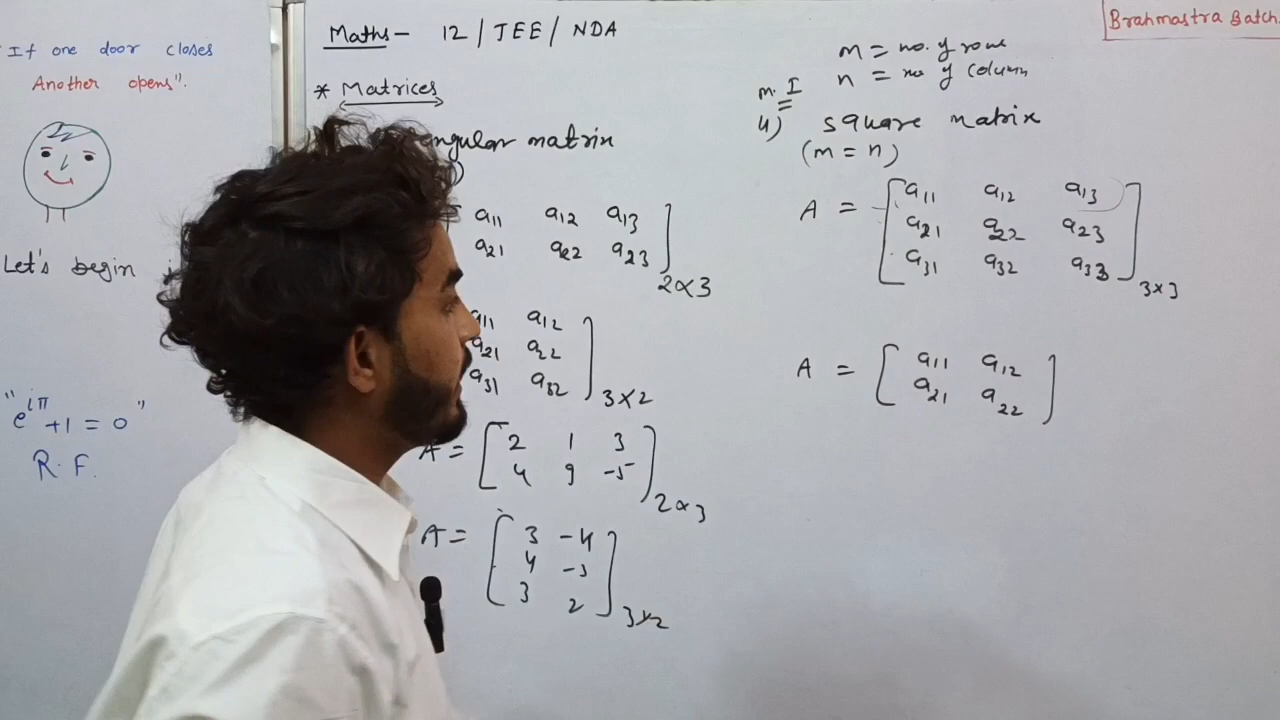 "If one door closes
Another opens".
Let's begin
"e^{iπ}+1 = 0"
R.F.
Maths - 12 / JEE / NDA
* Matrices
ngular matrix
)
a11 a12 a13
a21 a22 a23
2×3
a11 a12
a21 a22
a31 a32
3×2
A = [ 2 1 3
4 9 -5 ]
2×3
A = [ 3 -4
4 -3
3 2 ]
3×2
Brahmastra Batch
m = no. of rows
n = no of column
m. I
4) square matrix
(m = n)
A = [ a11 a12 a13
a21 a22 a23
a31 a32 a33 ]
3×3
A = [ a11 a12
a21 a22 ]